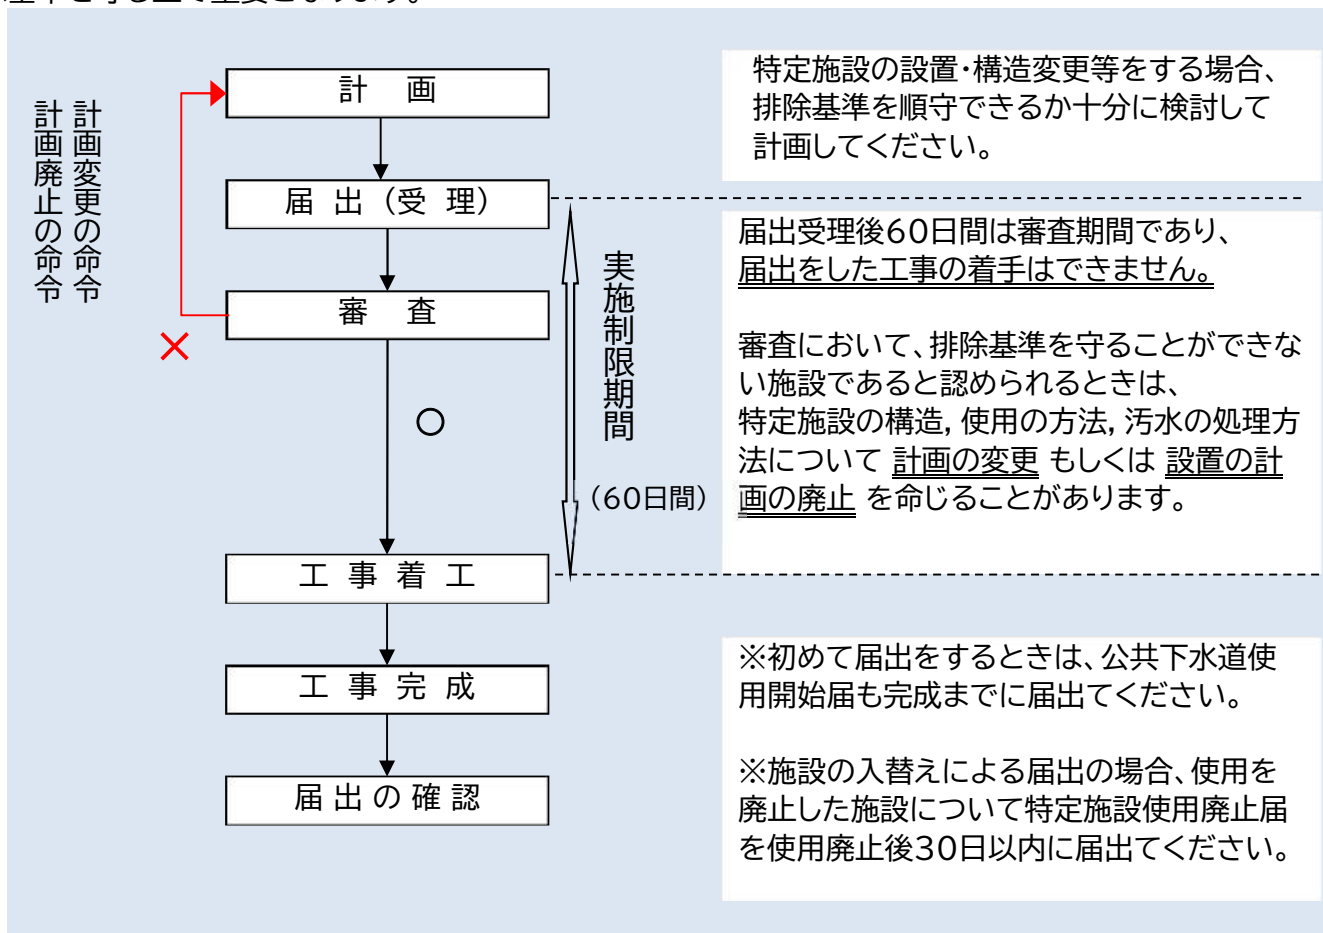 計画
特定施設の設置・構造変更等をする場合、
排除基準を順守できるか十分に検討して
計画してください。
計画変更の命令
計画廃止の命令
届出（受理）
届出受理後60日間は審査期間であり、
届出をした工事の着手はできません。
審査
×
○
実施制限期間
（60日間）
審査において、排除基準を守ることができな
い施設であると認められるときは、
特定施設の構造，使用の方法，汚水の処理方
法について 計画の変更 もしくは 設置の計
画の廃止 を命じることがあります。
工事着工
工事完成
※初めて届出をするときは、公共下水道使
用開始届も完成までに届出てください。
届出の確認
※施設の入替えによる届出の場合、使用を
廃止した施設について特定施設使用廃止届
を使用廃止後30日以内に届出てください。